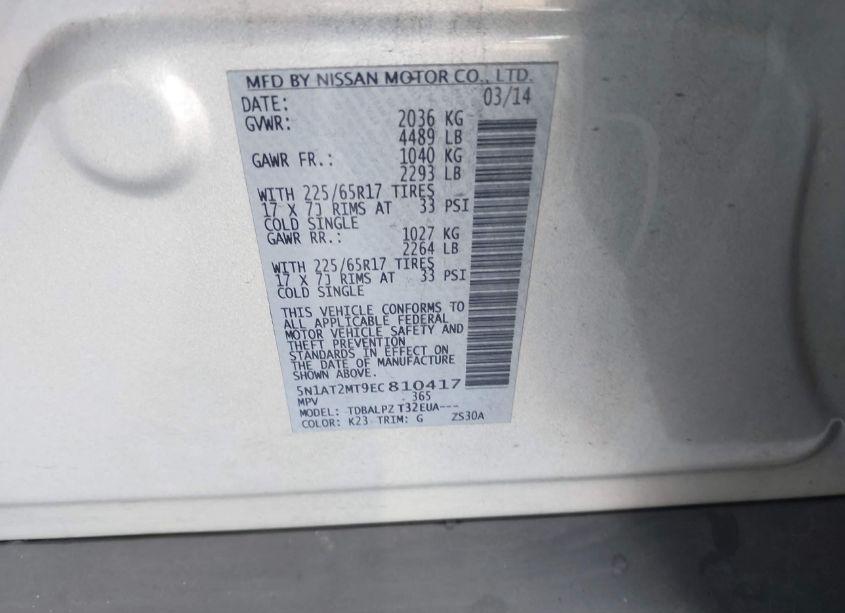 MFD BY NISSAN MOTOR CO., LTD.
DATE: 03/14
GVWR: 2036 KG
4489 LB
GAWR FR.: 1040 KG
2293 LB
WITH 225/65R17 TIRES
17 X 7J RIMS AT 33 PSI
COLD SINGLE
GAWR RR.: 1027 KG
2264 LB
WITH 225/65R17 TIRES
17 X 7J RIMS AT 33 PSI
COLD SINGLE
THIS VEHICLE CONFORMS TO
ALL APPLICABLE FEDERAL
MOTOR VEHICLE SAFETY AND
THEFT PREVENTION
STANDARDS IN EFFECT ON
THE DATE OF MANUFACTURE
SHOWN ABOVE.
5N1AT2MT9EC810417
MPV 365
MODEL: TDBALPZ T32EUA---
COLOR: K23 TRIM: G ZS30A